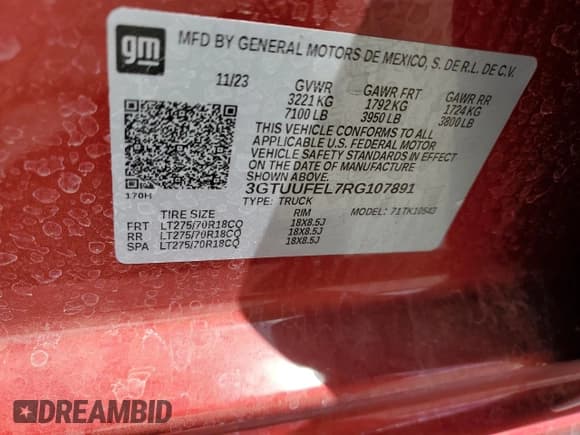 gm
MFD BY GENERAL MOTORS DE MEXICO, S. DE R.L. DE C.V.
11/23 GVWR GAWR FRT GAWR RR
3221 KG 1792 KG 1724 KG
7100 LB 3950 LB 3800 LB
THIS VEHICLE CONFORMS TO ALL
APPLICABLE U.S. FEDERAL MOTOR
VEHICLE SAFETY STANDARDS IN EFFECT
ON THE DATE OF MANUFACTURE
SHOWN ABOVE.
170H 3GTUUFEL7RG107891
TYPE: TRUCK MODEL: 71TK10543
TIRE SIZE RIM
FRT LT275/70R18CQ 18X8.5J
RR LT275/70R18CQ 18X8.5J
SPA LT275/70R18CQ 18X8.5J
DREAMBID